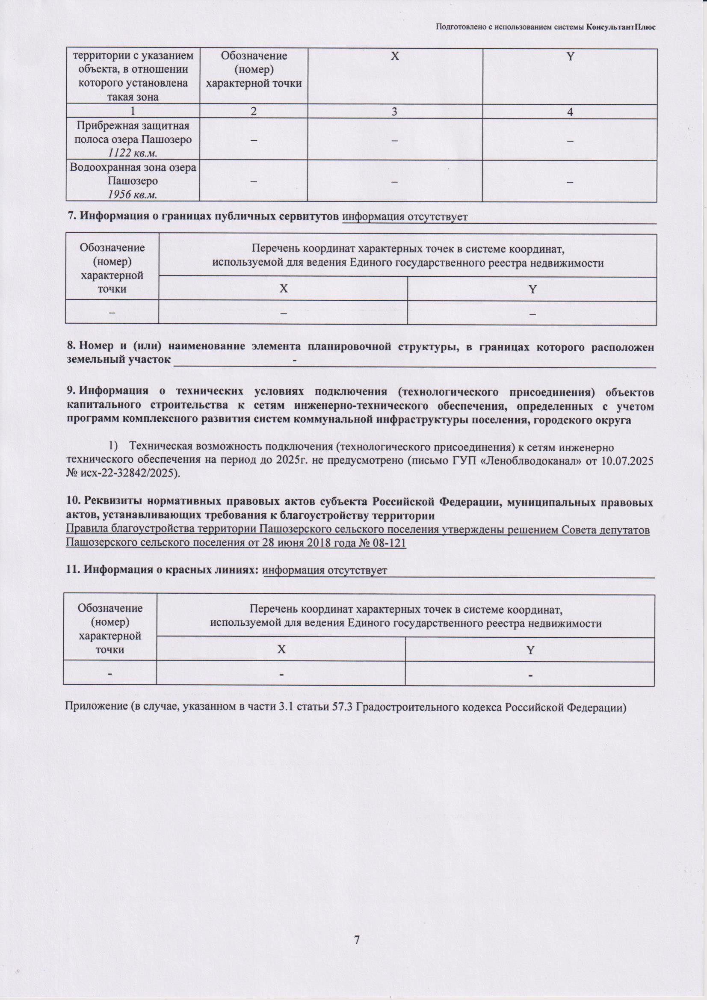 Подготовлено с использованием системы КонсультантПлюс
территории с указанием
объекта, в отношении
которого установлена
такая зона
Обозначение
(номер)
характерной точки
X
Y
1
2
3
4
Прибрежная защитная
полоса озера Пашозеро
1122 кв.м.
–
–
–
Водоохранная зона озера
Пашозеро
1956 кв.м.
–
–
–
7. Информация о границах публичных сервитутов информация отсутствует
Обозначение
(номер)
характерной
точки
Перечень координат характерных точек в системе координат,
используемой для ведения Единого государственного реестра недвижимости
X
Y
–
–
–
8. Номер и (или) наименование элемента планировочной структуры, в границах которого расположен
земельный участок -
9. Информация о технических условиях подключения (технологического присоединения) объектов
капитального строительства к сетям инженерно-технического обеспечения, определенных с учетом
программ комплексного развития систем коммунальной инфраструктуры поселения, городского округа
1) Техническая возможность подключения (технологического присоединения) к сетям инженерно
технического обеспечения на период до 2025г. не предусмотрено (письмо ГУП «Леноблводоканал» от 10.07.2025
№ исх-22-32842/2025).
10. Реквизиты нормативных правовых актов субъекта Российской Федерации, муниципальных правовых
актов, устанавливающих требования к благоустройству территории
Правила благоустройства территории Пашозерского сельского поселения утверждены решением Совета депутатов
Пашозерского сельского поселения от 28 июня 2018 года № 08-121
11. Информация о красных линиях: информация отсутствует
Обозначение
(номер)
характерной
точки
Перечень координат характерных точек в системе координат,
используемой для ведения Единого государственного реестра недвижимости
X
Y
-
-
-
Приложение (в случае, указанном в части 3.1 статьи 57.3 Градостроительного кодекса Российской Федерации)
7